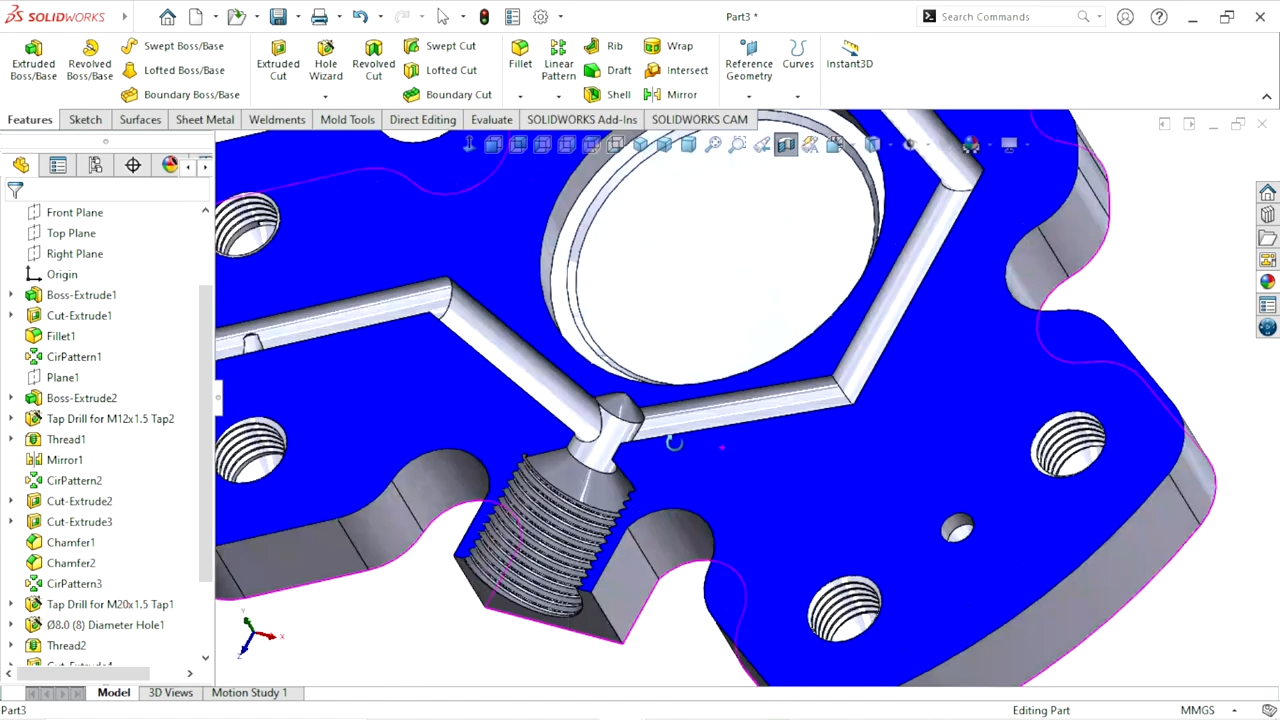 SOLIDWORKS
Part3 *
Search Commands
Extruded Boss/Base
Revolved Boss/Base
Swept Boss/Base
Lofted Boss/Base
Boundary Boss/Base
Extruded Cut
Hole Wizard
Revolved Cut
Swept Cut
Lofted Cut
Boundary Cut
Fillet
Linear Pattern
Rib
Draft
Shell
Wrap
Intersect
Mirror
Reference Geometry
Curves
Instant3D
Features
Sketch
Surfaces
Sheet Metal
Weldments
Mold Tools
Direct Editing
Evaluate
SOLIDWORKS Add-Ins
SOLIDWORKS CAM
Front Plane
Top Plane
Right Plane
Origin
Boss-Extrude1
Cut-Extrude1
Fillet1
CirPattern1
Plane1
Boss-Extrude2
Tap Drill for M12x1.5 Tap2
Thread1
Mirror1
CirPattern2
Cut-Extrude2
Cut-Extrude3
Chamfer1
Chamfer2
CirPattern3
Tap Drill for M20x1.5 Tap1
Ø8.0 (8) Diameter Hole1
Thread2
Y
X
Z
Model
3D Views
Motion Study 1
Part3
Editing Part
MMGS